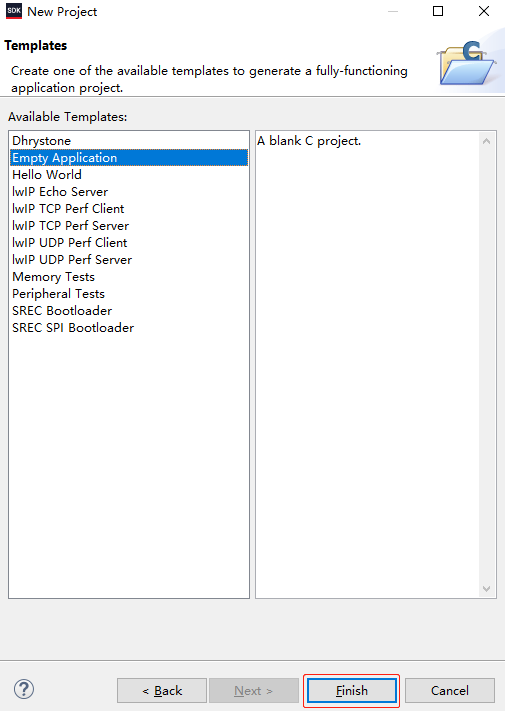 SDK New Project
Templates
Create one of the available templates to generate a fully-functioning
application project.
Available Templates:
Dhrystone
Empty Application
Hello World
lwIP Echo Server
lwIP TCP Perf Client
lwIP TCP Perf Server
lwIP UDP Perf Client
lwIP UDP Perf Server
Memory Tests
Peripheral Tests
SREC Bootloader
SREC SPI Bootloader
A blank C project.
? < Back Next > Finish Cancel